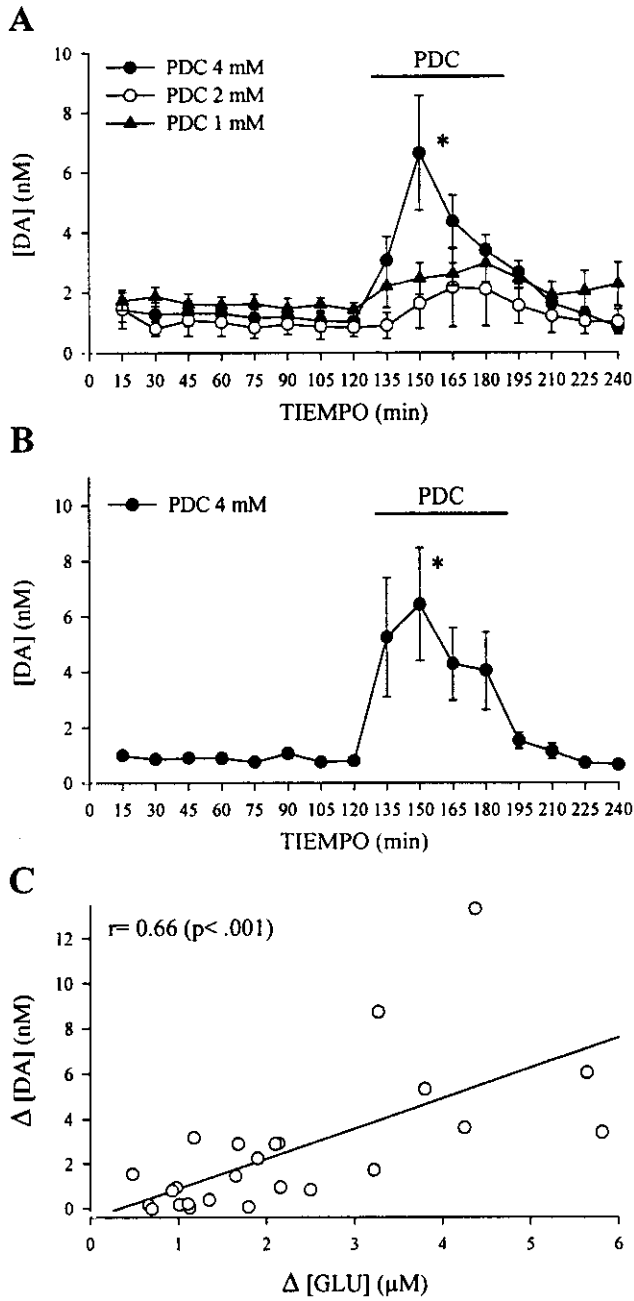 A
PDC 4 mM
PDC 2 mM
PDC 1 mM
PDC
*
[DA] (nM)
10
8
6
4
2
0
0 15 30 45 60 75 90 105 120 135 150 165 180 195 210 225 240
TIEMPO (min)
B
PDC 4 mM
PDC
*
[DA] (nM)
10
8
6
4
2
0
0 15 30 45 60 75 90 105 120 135 150 165 180 195 210 225 240
TIEMPO (min)
C
r= 0.66 (p< .001)
Δ [DA] (nM)
12
10
8
6
4
2
0
0 1 2 3 4 5 6
Δ [GLU] (μM)